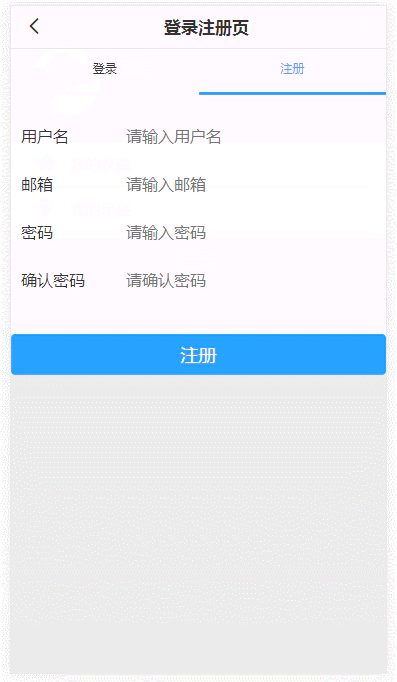 登录注册页
登录 注册
用户名 请输入用户名
邮箱 请输入邮箱
密码 请输入密码
确认密码 请确认密码
注册